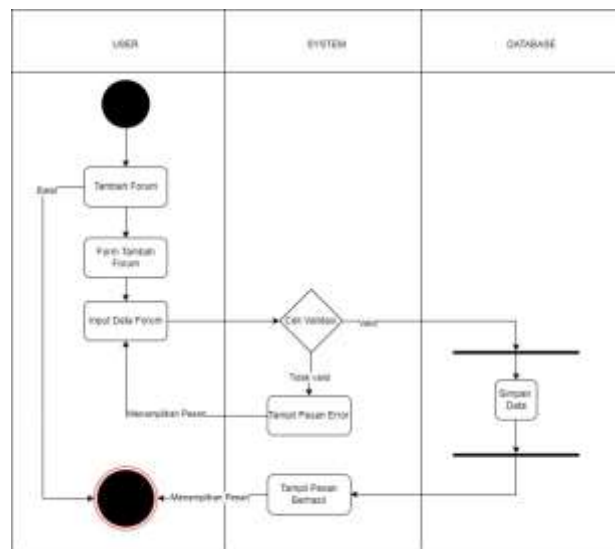 USER
SYSTEM
DATABASE
Batal
Tambah Forum
Form Tambah
Forum
Input Data Forum
Cek Validasi
Valid
Tidak valid
Simpan
Data
Menampilkan Pesan
Tampil Pesan Error
Menampilkan Pesan
Tampil Pesan
Berhasil